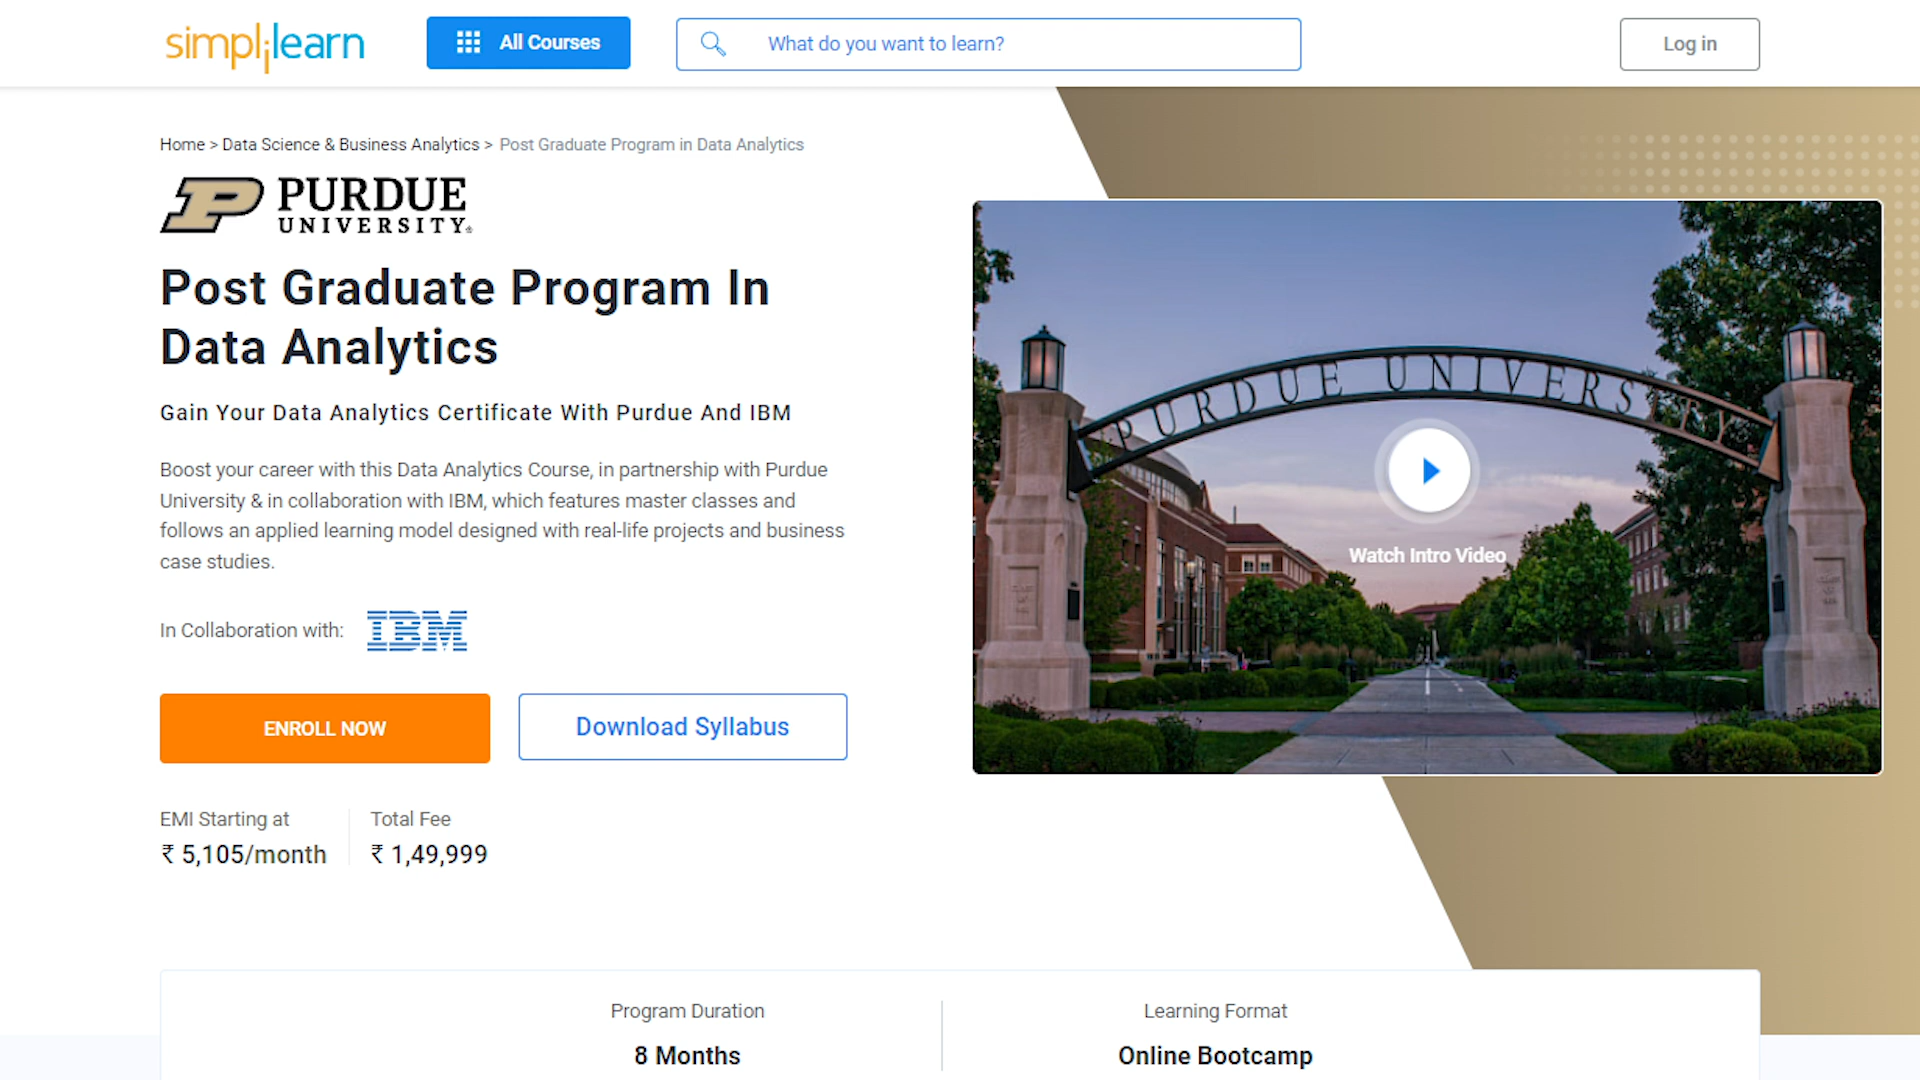 simplilearn
All Courses
What do you want to learn?
Log in
Home > Data Science & Business Analytics > Post Graduate Program in Data Analytics
PURDUE
UNIVERSITY
Post Graduate Program In
Data Analytics
Gain Your Data Analytics Certificate With Purdue And IBM
Boost your career with this Data Analytics Course, in partnership with Purdue
University & in collaboration with IBM, which features master classes and
follows an applied learning model designed with real-life projects and business
case studies.
In Collaboration with: IBM
ENROLL NOW
Download Syllabus
EMI Starting at
₹ 5,105/month
Total Fee
₹ 1,49,999
PURDUE UNIVERSITY
Watch Intro Video
Program Duration
8 Months
Learning Format
Online Bootcamp